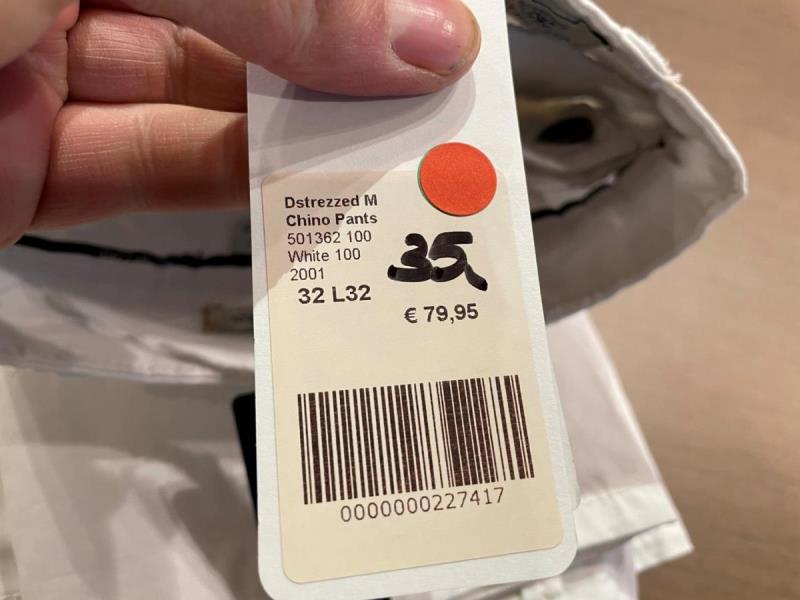 Dstrezzed M
Chino Pants
501362 100
White 100
2001
32 L32
35,
€ 79,95
0000000227417